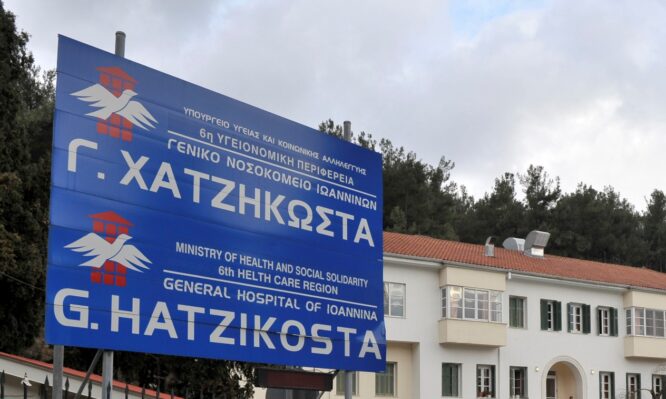 ΥΠΟΥΡΓΕΙΟ ΥΓΕΙΑΣ ΚΑΙ ΚΟΙΝΩΝΙΚΗΣ ΑΛΛΗΛΕΓΓΥΗΣ
6η ΥΓΕΙΟΝΟΜΙΚΗ ΠΕΡΙΦΕΡΕΙΑ
ΓΕΝΙΚΟ ΝΟΣΟΚΟΜΕΙΟ ΙΩΑΝΝΙΝΩΝ
Γ. ΧΑΤΖΗΚΩΣΤΑ
MINISTRY OF HEALTH AND SOCIAL SOLIDARITY
6th HELTH CARE REGION
GENERAL HOSPITAL OF IOANNINA
G. HATZIKOSTA